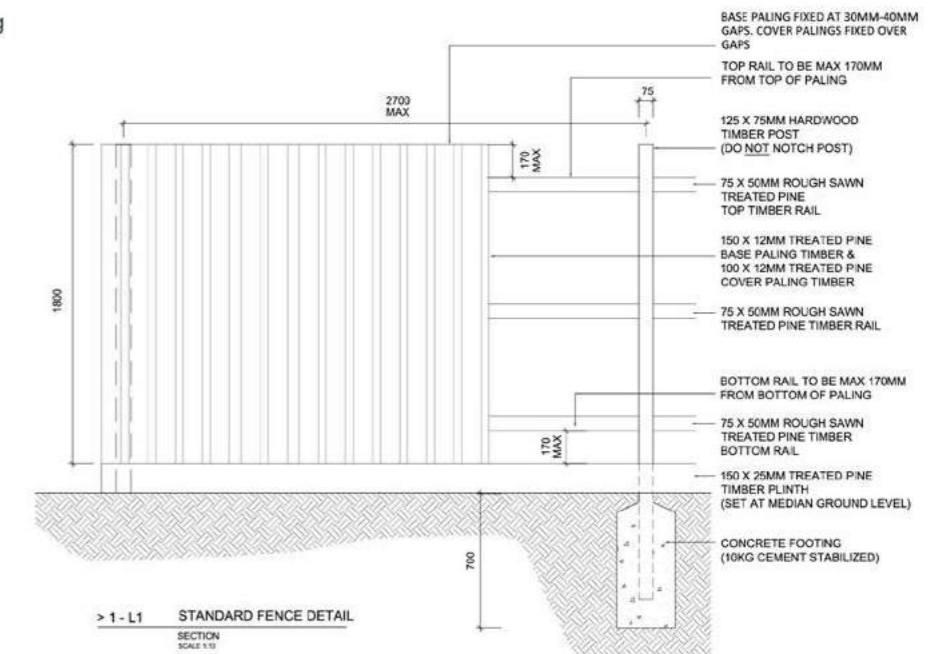 BASE PALING FIXED AT 30MM-40MM
GAPS. COVER PALINGS FIXED OVER
GAPS
TOP RAIL TO BE MAX 170MM
FROM TOP OF PALING
2700
MAX
75
125 X 75MM HARDWOOD
TIMBER POST
(DO NOT NOTCH POST)
170
MAX
75 X 50MM ROUGH SAWN
TREATED PINE
TOP TIMBER RAIL
150 X 12MM TREATED PINE
BASE PALING TIMBER &
100 X 12MM TREATED PINE
COVER PALING TIMBER
1800
75 X 50MM ROUGH SAWN
TREATED PINE TIMBER RAIL
BOTTOM RAIL TO BE MAX 170MM
FROM BOTTOM OF PALING
170
MAX
75 X 50MM ROUGH SAWN
TREATED PINE TIMBER
BOTTOM RAIL
150 X 25MM TREATED PINE
TIMBER PLINTH
(SET AT MEDIAN GROUND LEVEL)
700
CONCRETE FOOTING
(10KG CEMENT STABILIZED)
> 1 - L1 STANDARD FENCE DETAIL
SECTION